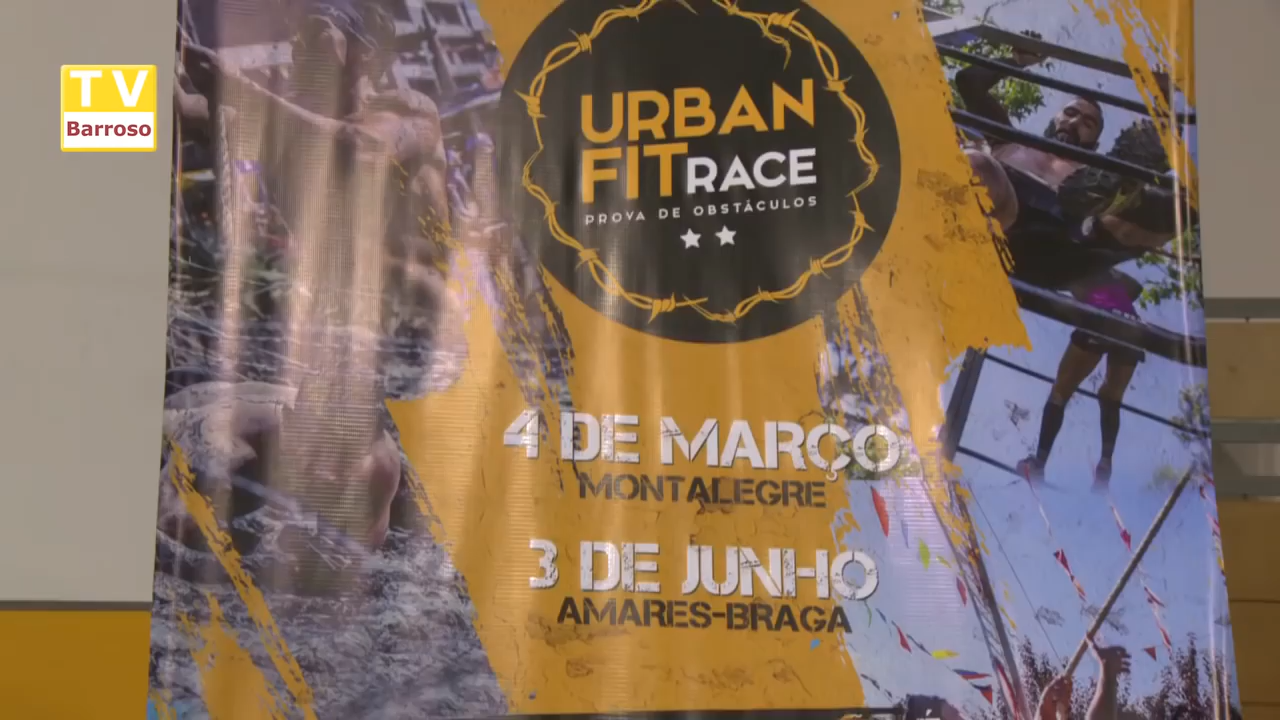 TV
Barroso
URBAN
FIT RACE
PROVA DE OBSTÁCULOS
4 DE MARÇO
MONTALEGRE
3 DE JUNHO
AMARES-BRAGA